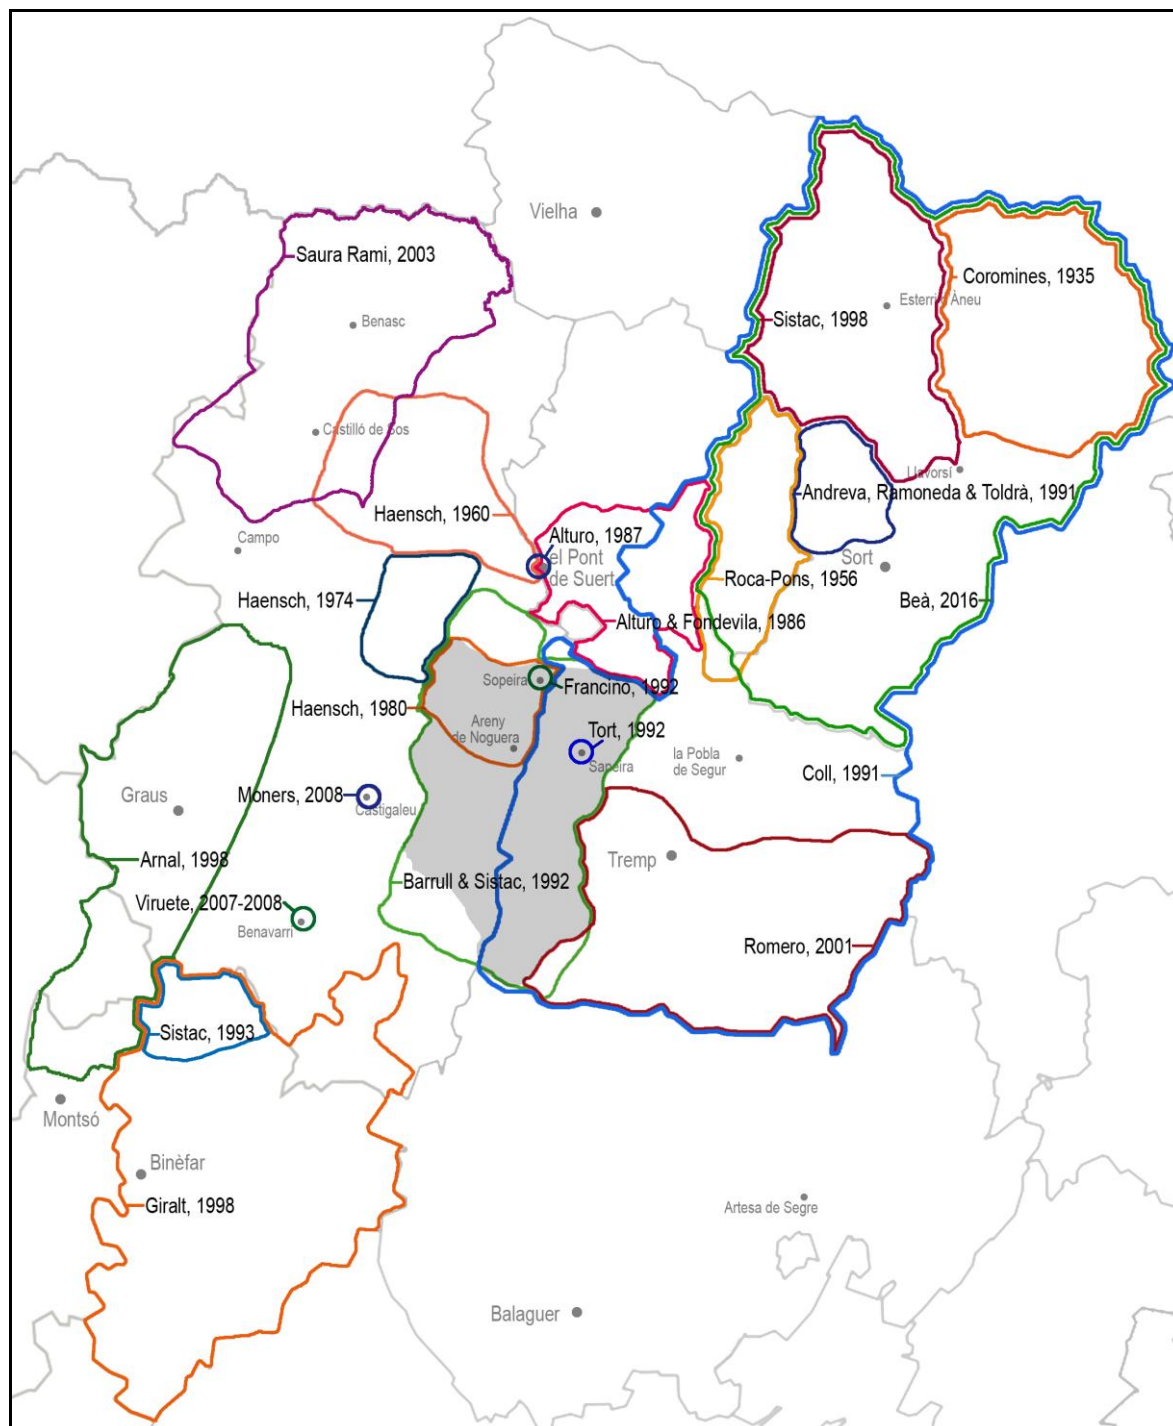 Vielha
Saura Rami, 2003
Coromines, 1935
Esterri d'Àneu
Sistac, 1998
Benasc
Castilló de Sos
Llavorsí
Andreva, Ramoneda & Toldrà, 1991
Haensch, 1960
Alturo, 1987
Campo
el Pont
de Suert
Sort
Roca-Pons, 1956
Haensch, 1974
Beà, 2016
Alturo & Fondevila, 1986
Sopeira
Francino, 1992
Haensch, 1980
Areny
de Noguera
Tort, 1992
Sapeira
la Pobla
de Segur
Coll, 1991
Graus
Moners, 2008
Castigaleu
Arnal, 1998
Tremp
Barrull & Sistac, 1992
Viruete, 2007-2008
Benavarri
Romero, 2001
Sistac, 1993
Montsó
Binèfar
Giralt, 1998
Artesa de Segre
Balaguer